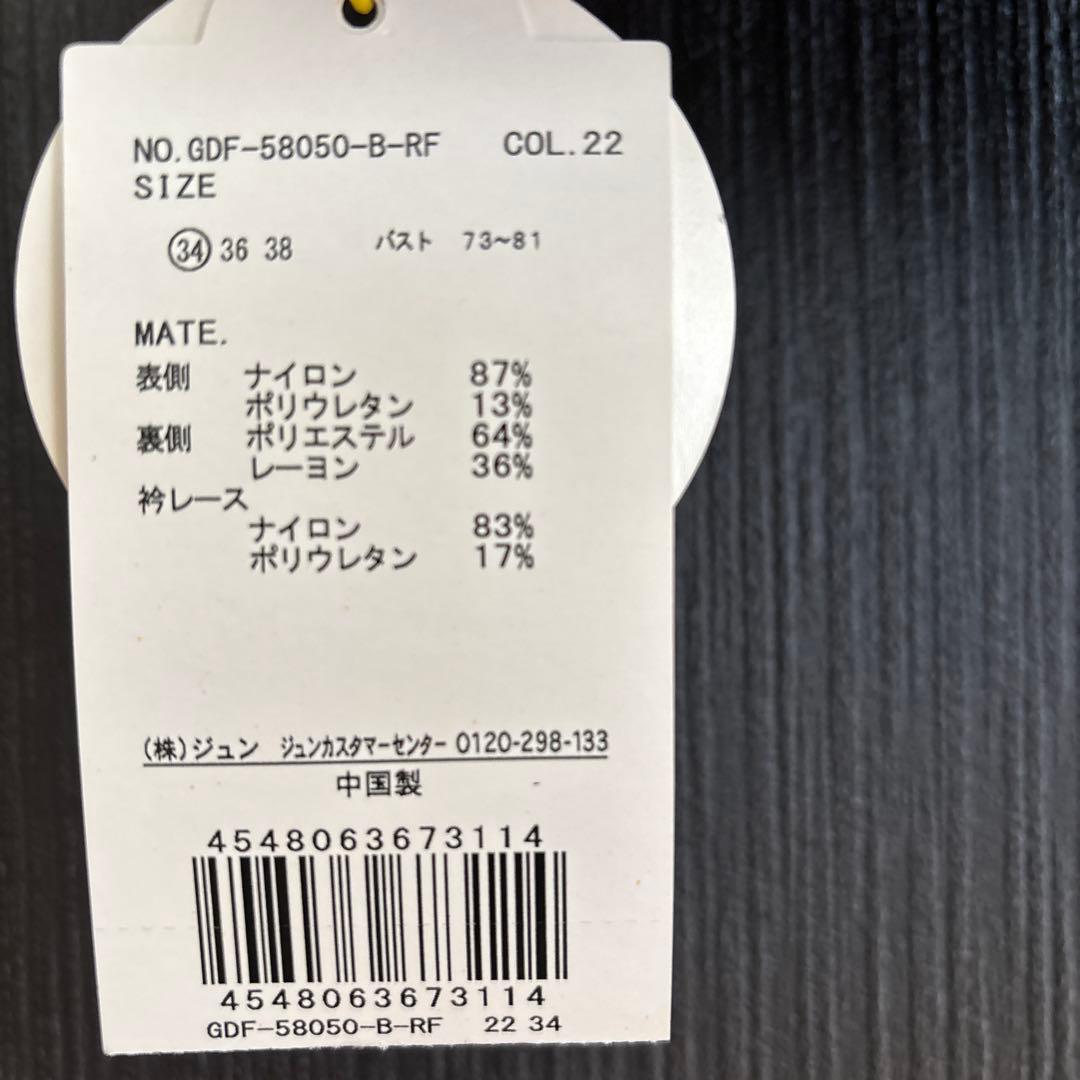 NO.GDF-58050-B-RF COL.22
SIZE
34 36 38 バスト 73~81
MATE.
表側 ナイロン 87%
ポリウレタン 13%
裏側 ポリエステル 64%
レーヨン 36%
衿レース
ナイロン 83%
ポリウレタン 17%
(株)ジュン ジュンカスタマーセンター 0120-298-133
中国製
4548063673114
4548063673114
GDF-58050-B-RF 22 34